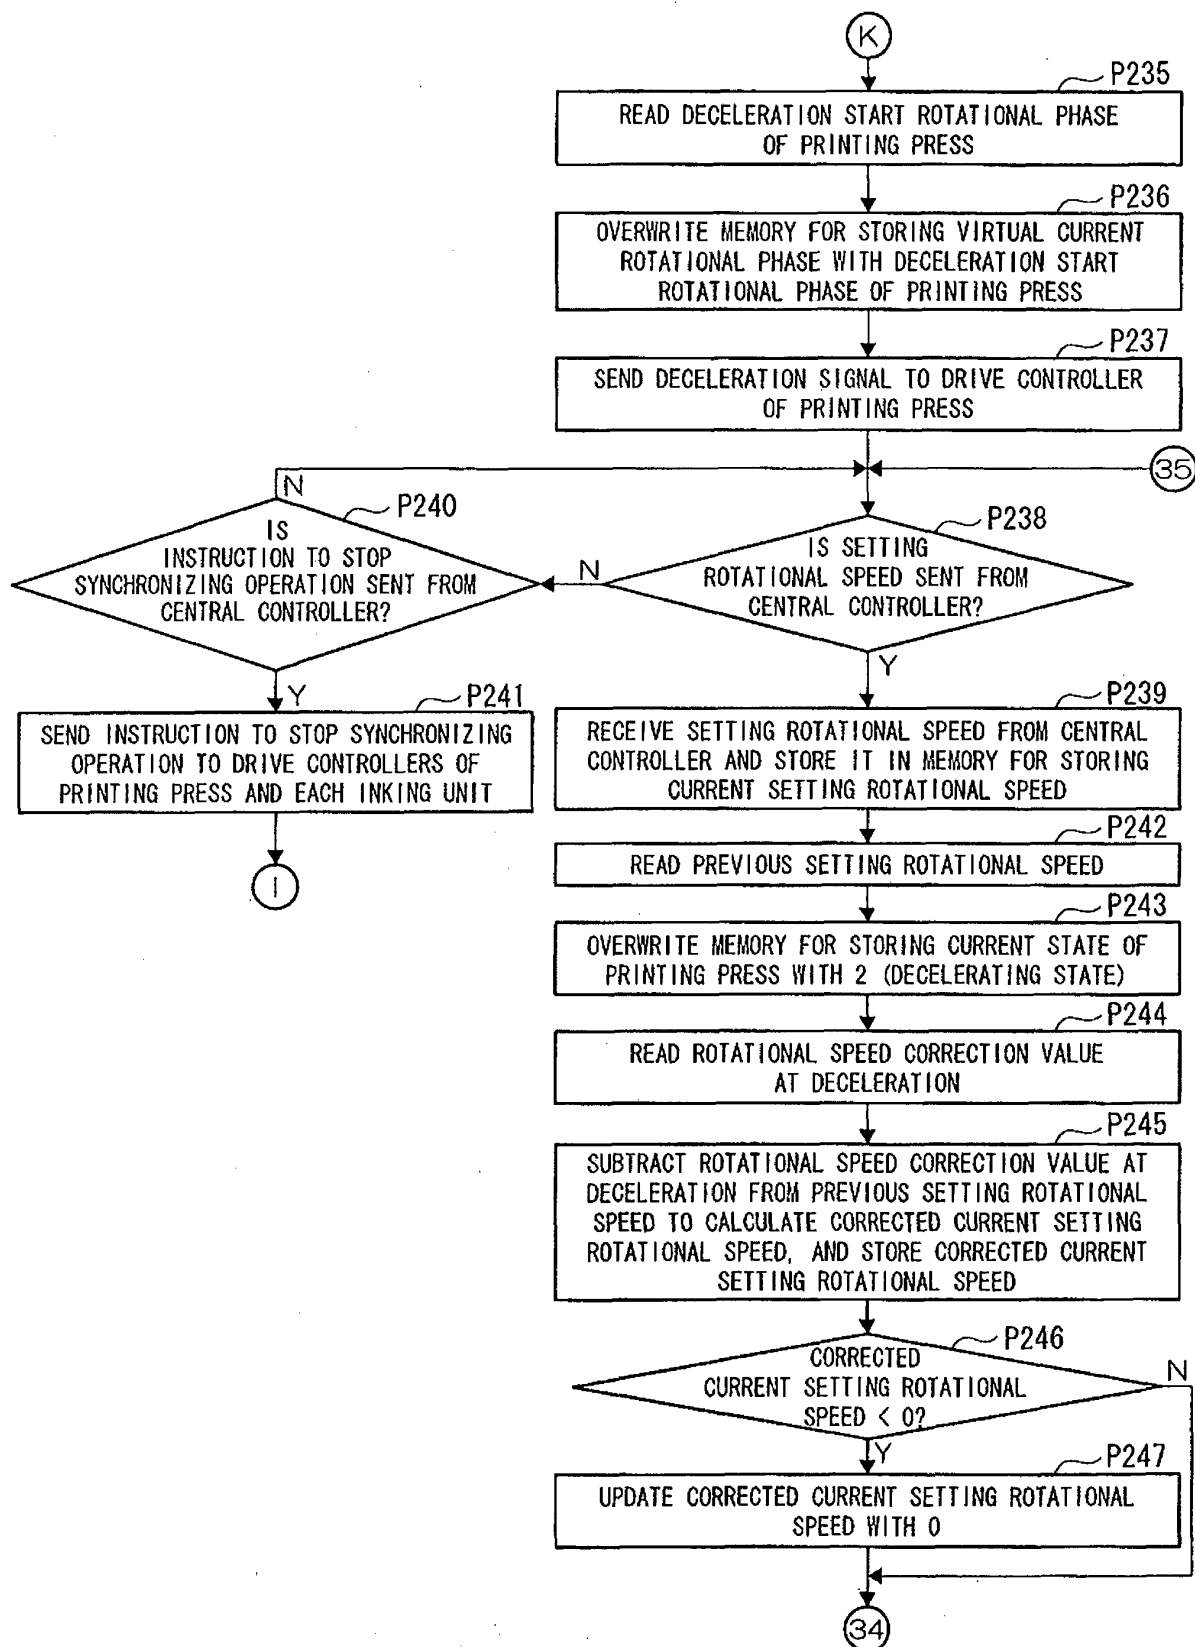 K
P235
READ DECELERATION START ROTATIONAL PHASE
OF PRINTING PRESS
P236
OVERWRITE MEMORY FOR STORING VIRTUAL CURRENT
ROTATIONAL PHASE WITH DECELERATION START
ROTATIONAL PHASE OF PRINTING PRESS
P237
SEND DECELERATION SIGNAL TO DRIVE CONTROLLER
OF PRINTING PRESS
35
N
P240
IS
INSTRUCTION TO STOP
SYNCHRONIZING OPERATION SENT FROM
CENTRAL CONTROLLER?
N
P238
IS SETTING
ROTATIONAL SPEED SENT FROM
CENTRAL CONTROLLER?
Y
P241
SEND INSTRUCTION TO STOP SYNCHRONIZING
OPERATION TO DRIVE CONTROLLERS OF
PRINTING PRESS AND EACH INKING UNIT
I
Y
P239
RECEIVE SETTING ROTATIONAL SPEED FROM CENTRAL
CONTROLLER AND STORE IT IN MEMORY FOR STORING
CURRENT SETTING ROTATIONAL SPEED
P242
READ PREVIOUS SETTING ROTATIONAL SPEED
P243
OVERWRITE MEMORY FOR STORING CURRENT STATE OF
PRINTING PRESS WITH 2 (DECELERATING STATE)
P244
READ ROTATIONAL SPEED CORRECTION VALUE
AT DECELERATION
P245
SUBTRACT ROTATIONAL SPEED CORRECTION VALUE AT
DECELERATION FROM PREVIOUS SETTING ROTATIONAL
SPEED TO CALCULATE CORRECTED CURRENT SETTING
ROTATIONAL SPEED, AND STORE CORRECTED CURRENT
SETTING ROTATIONAL SPEED
P246
CORRECTED
CURRENT SETTING ROTATIONAL
SPEED < 0?
N
Y
P247
UPDATE CORRECTED CURRENT SETTING ROTATIONAL
SPEED WITH 0
34